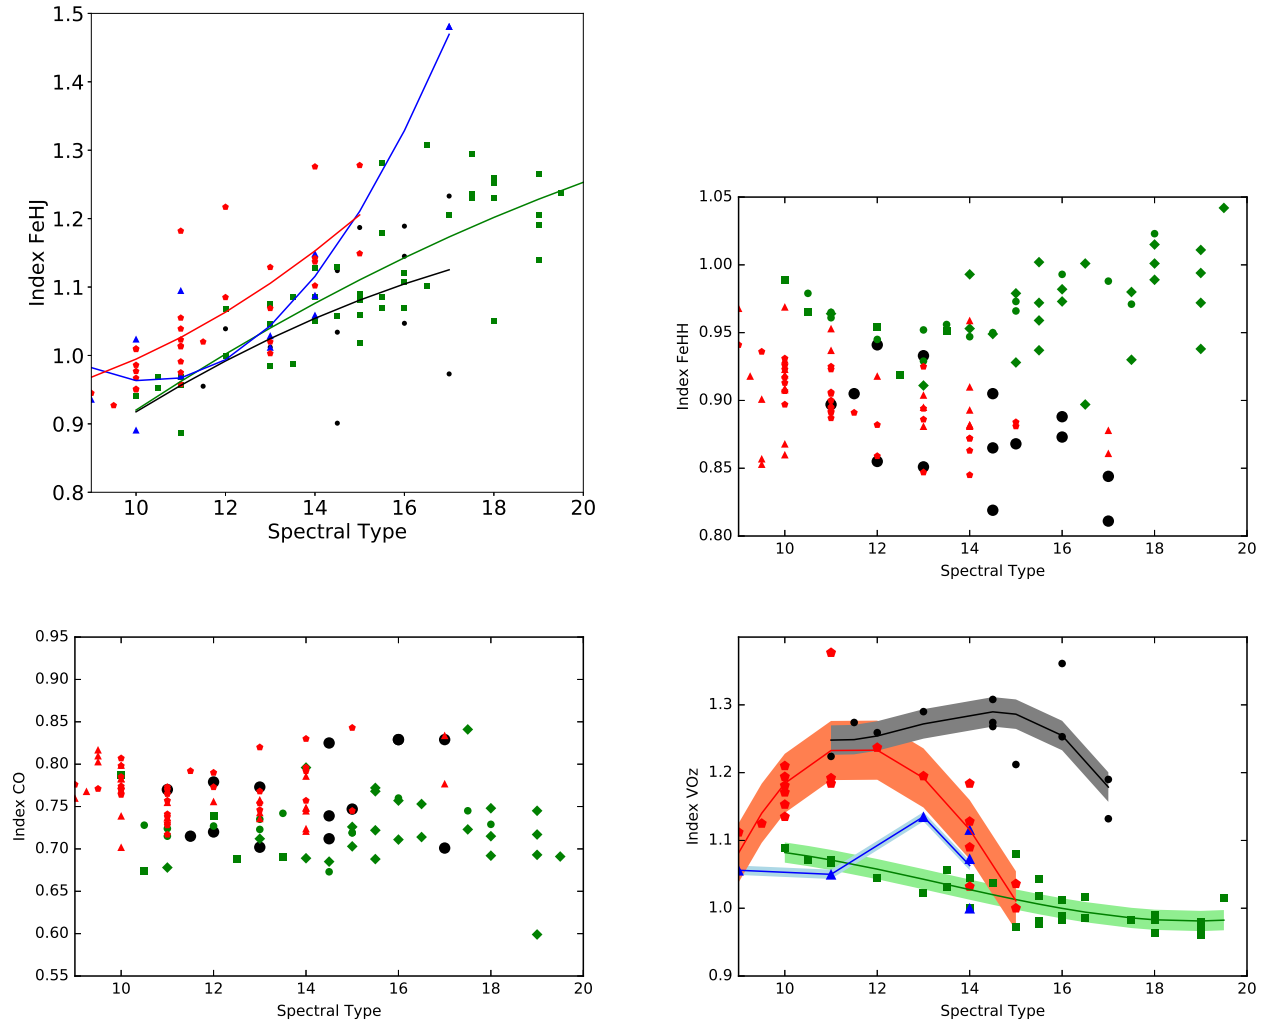 1.5
1.4
1.3
1.2
1.1
1.0
0.9
0.8
Index FeHJ
10 12 14 16 18 20
Spectral Type
1.05
1.00
0.95
0.90
0.85
0.80
Index FeHH
10 12 14 16 18 20
Spectral Type
0.95
0.90
0.85
0.80
0.75
0.70
0.65
0.60
0.55
Index CO
10 12 14 16 18 20
Spectral Type
1.3
1.2
1.1
1.0
0.9
Index VOz
10 12 14 16 18 20
Spectral Type